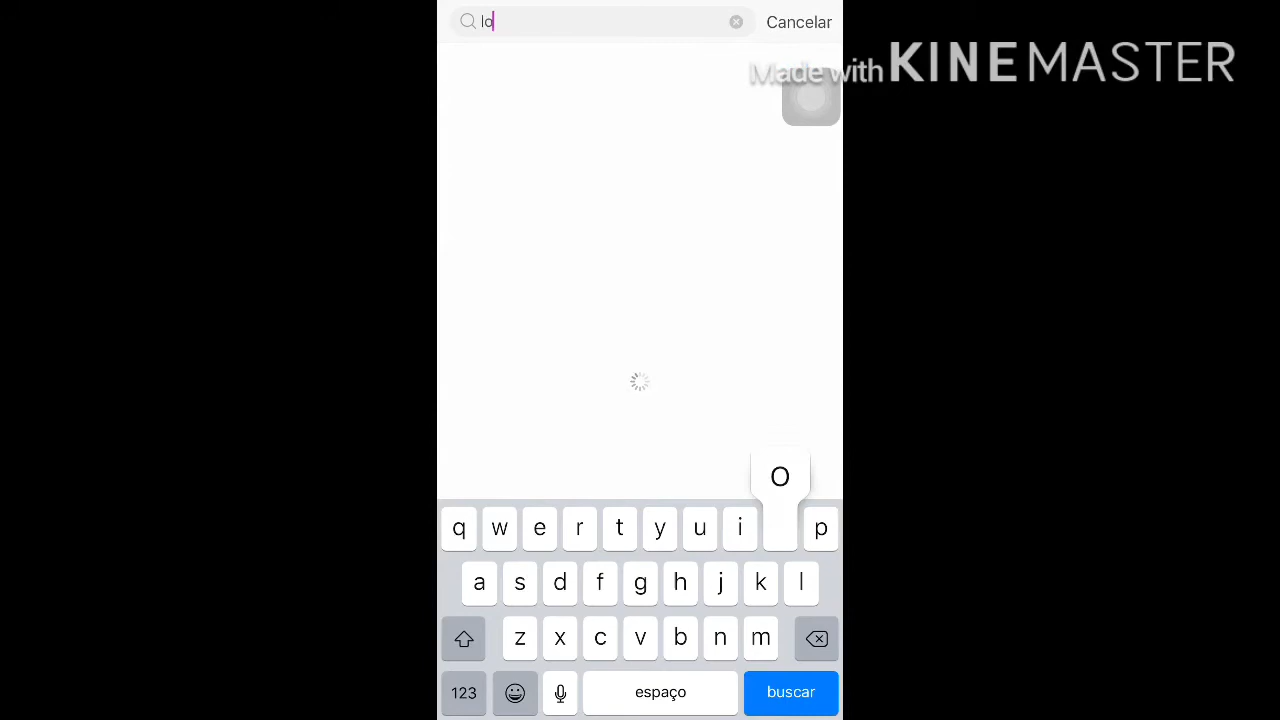 lo
Cancelar
Made with KINEMASTER
O
q w e r t y u i p
a s d f g h j k l
z x c v b n m
123 espaço buscar